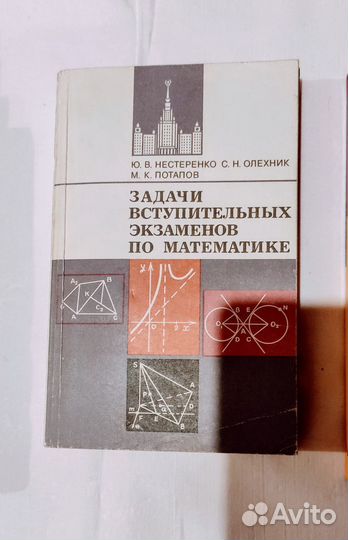 Ю. В. НЕСТЕРЕНКО С. Н. ОЛЕХНИК
М. К. ПОТАПОВ
ЗАДАЧИ
ВСТУПИТЕЛЬНЫХ
ЭКЗАМЕНОВ
ПО МАТЕМАТИКЕ
Avito